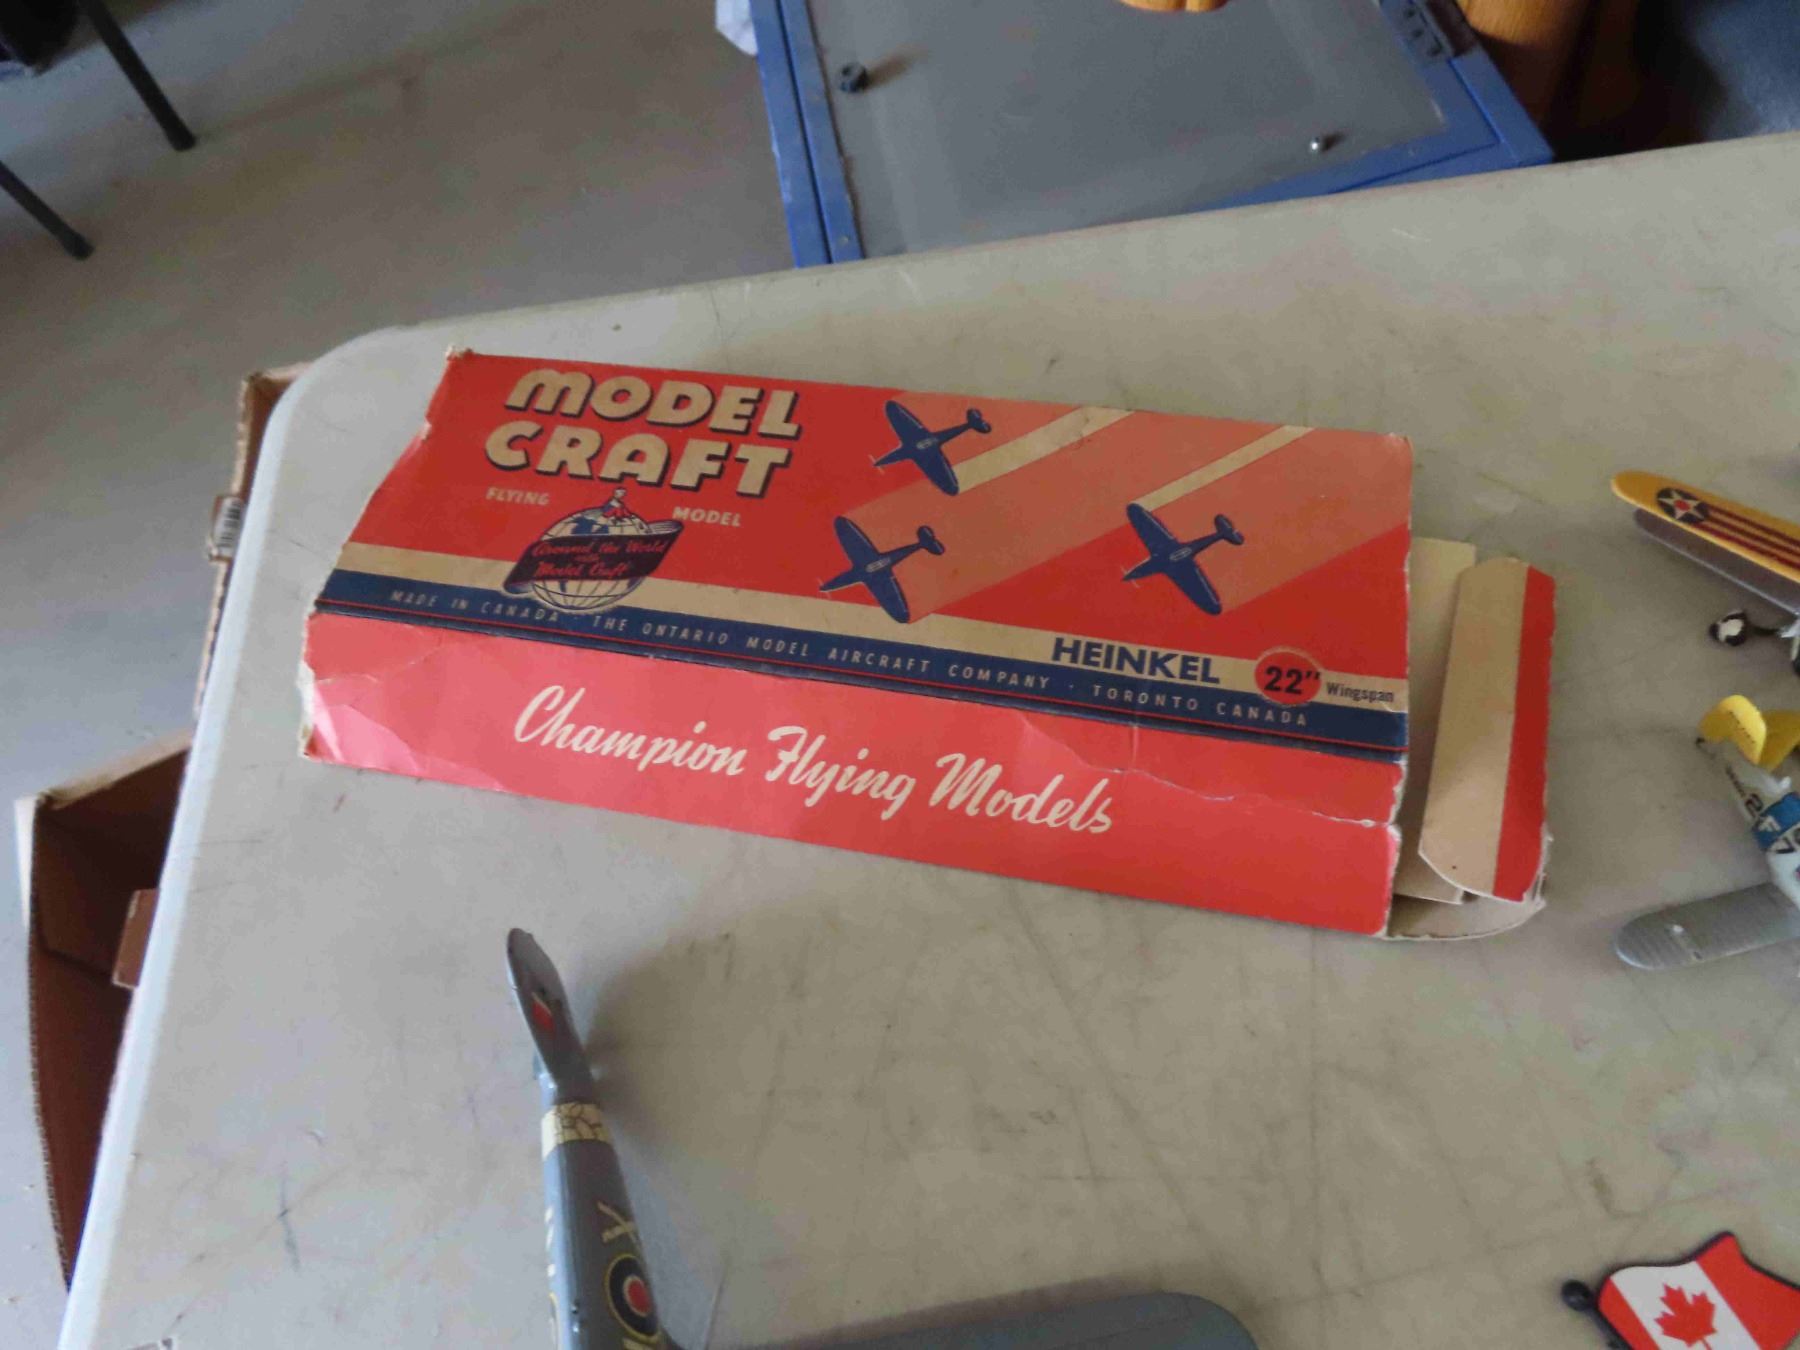 MODEL
CRAFT
FLYING
MODEL
Around the World
with
Model Craft
HEINKEL 22" Wingspan
MADE IN CANADA · THE ONTARIO MODEL AIRCRAFT COMPANY · TORONTO CANADA
Champion Flying Models
X